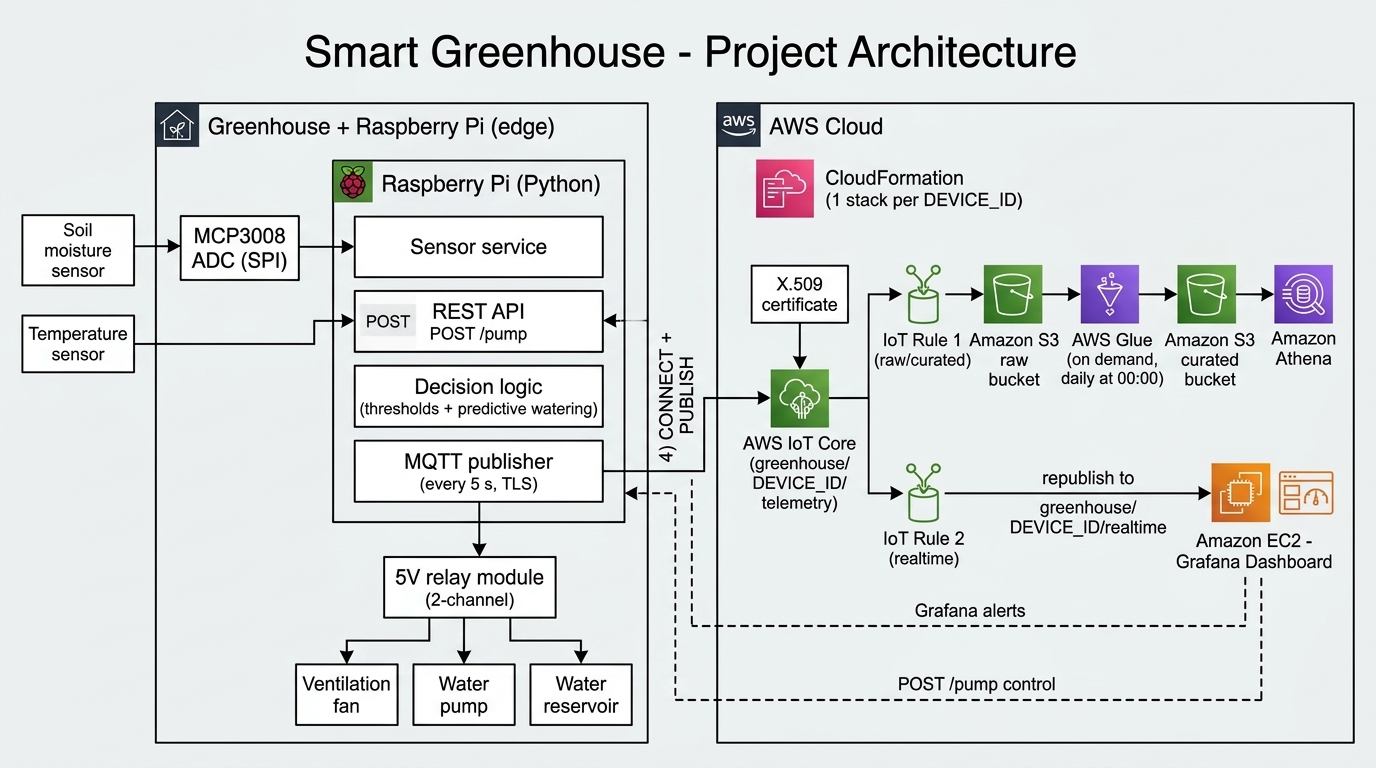 Smart Greenhouse - Project Architecture
Greenhouse + Raspberry Pi (edge)
Raspberry Pi (Python)
Soil
moisture
sensor
MCP3008
ADC (SPI)
Sensor service
Temperature
sensor
POST
REST API
POST /pump
Decision logic
(thresholds + predictive watering)
MQTT publisher
(every 5 s, TLS)
5V relay module
(2-channel)
Ventilation
fan
Water
pump
Water
reservoir
4) CONNECT +
PUBLISH
aws
AWS Cloud
CloudFormation
(1 stack per DEVICE_ID)
X.509
certificate
AWS IoT Core
(greenhouse/
DEVICE_ID/
telemetry)
IoT Rule 1
(raw/curated)
Amazon S3
raw
bucket
AWS Glue
(on demand,
daily at 00:00)
Amazon S3
curated
bucket
Amazon
Athena
IoT Rule 2
(realtime)
republish to
greenhouse/
DEVICE_ID/realtime
Amazon EC2 -
Grafana Dashboard
Grafana alerts
POST /pump control